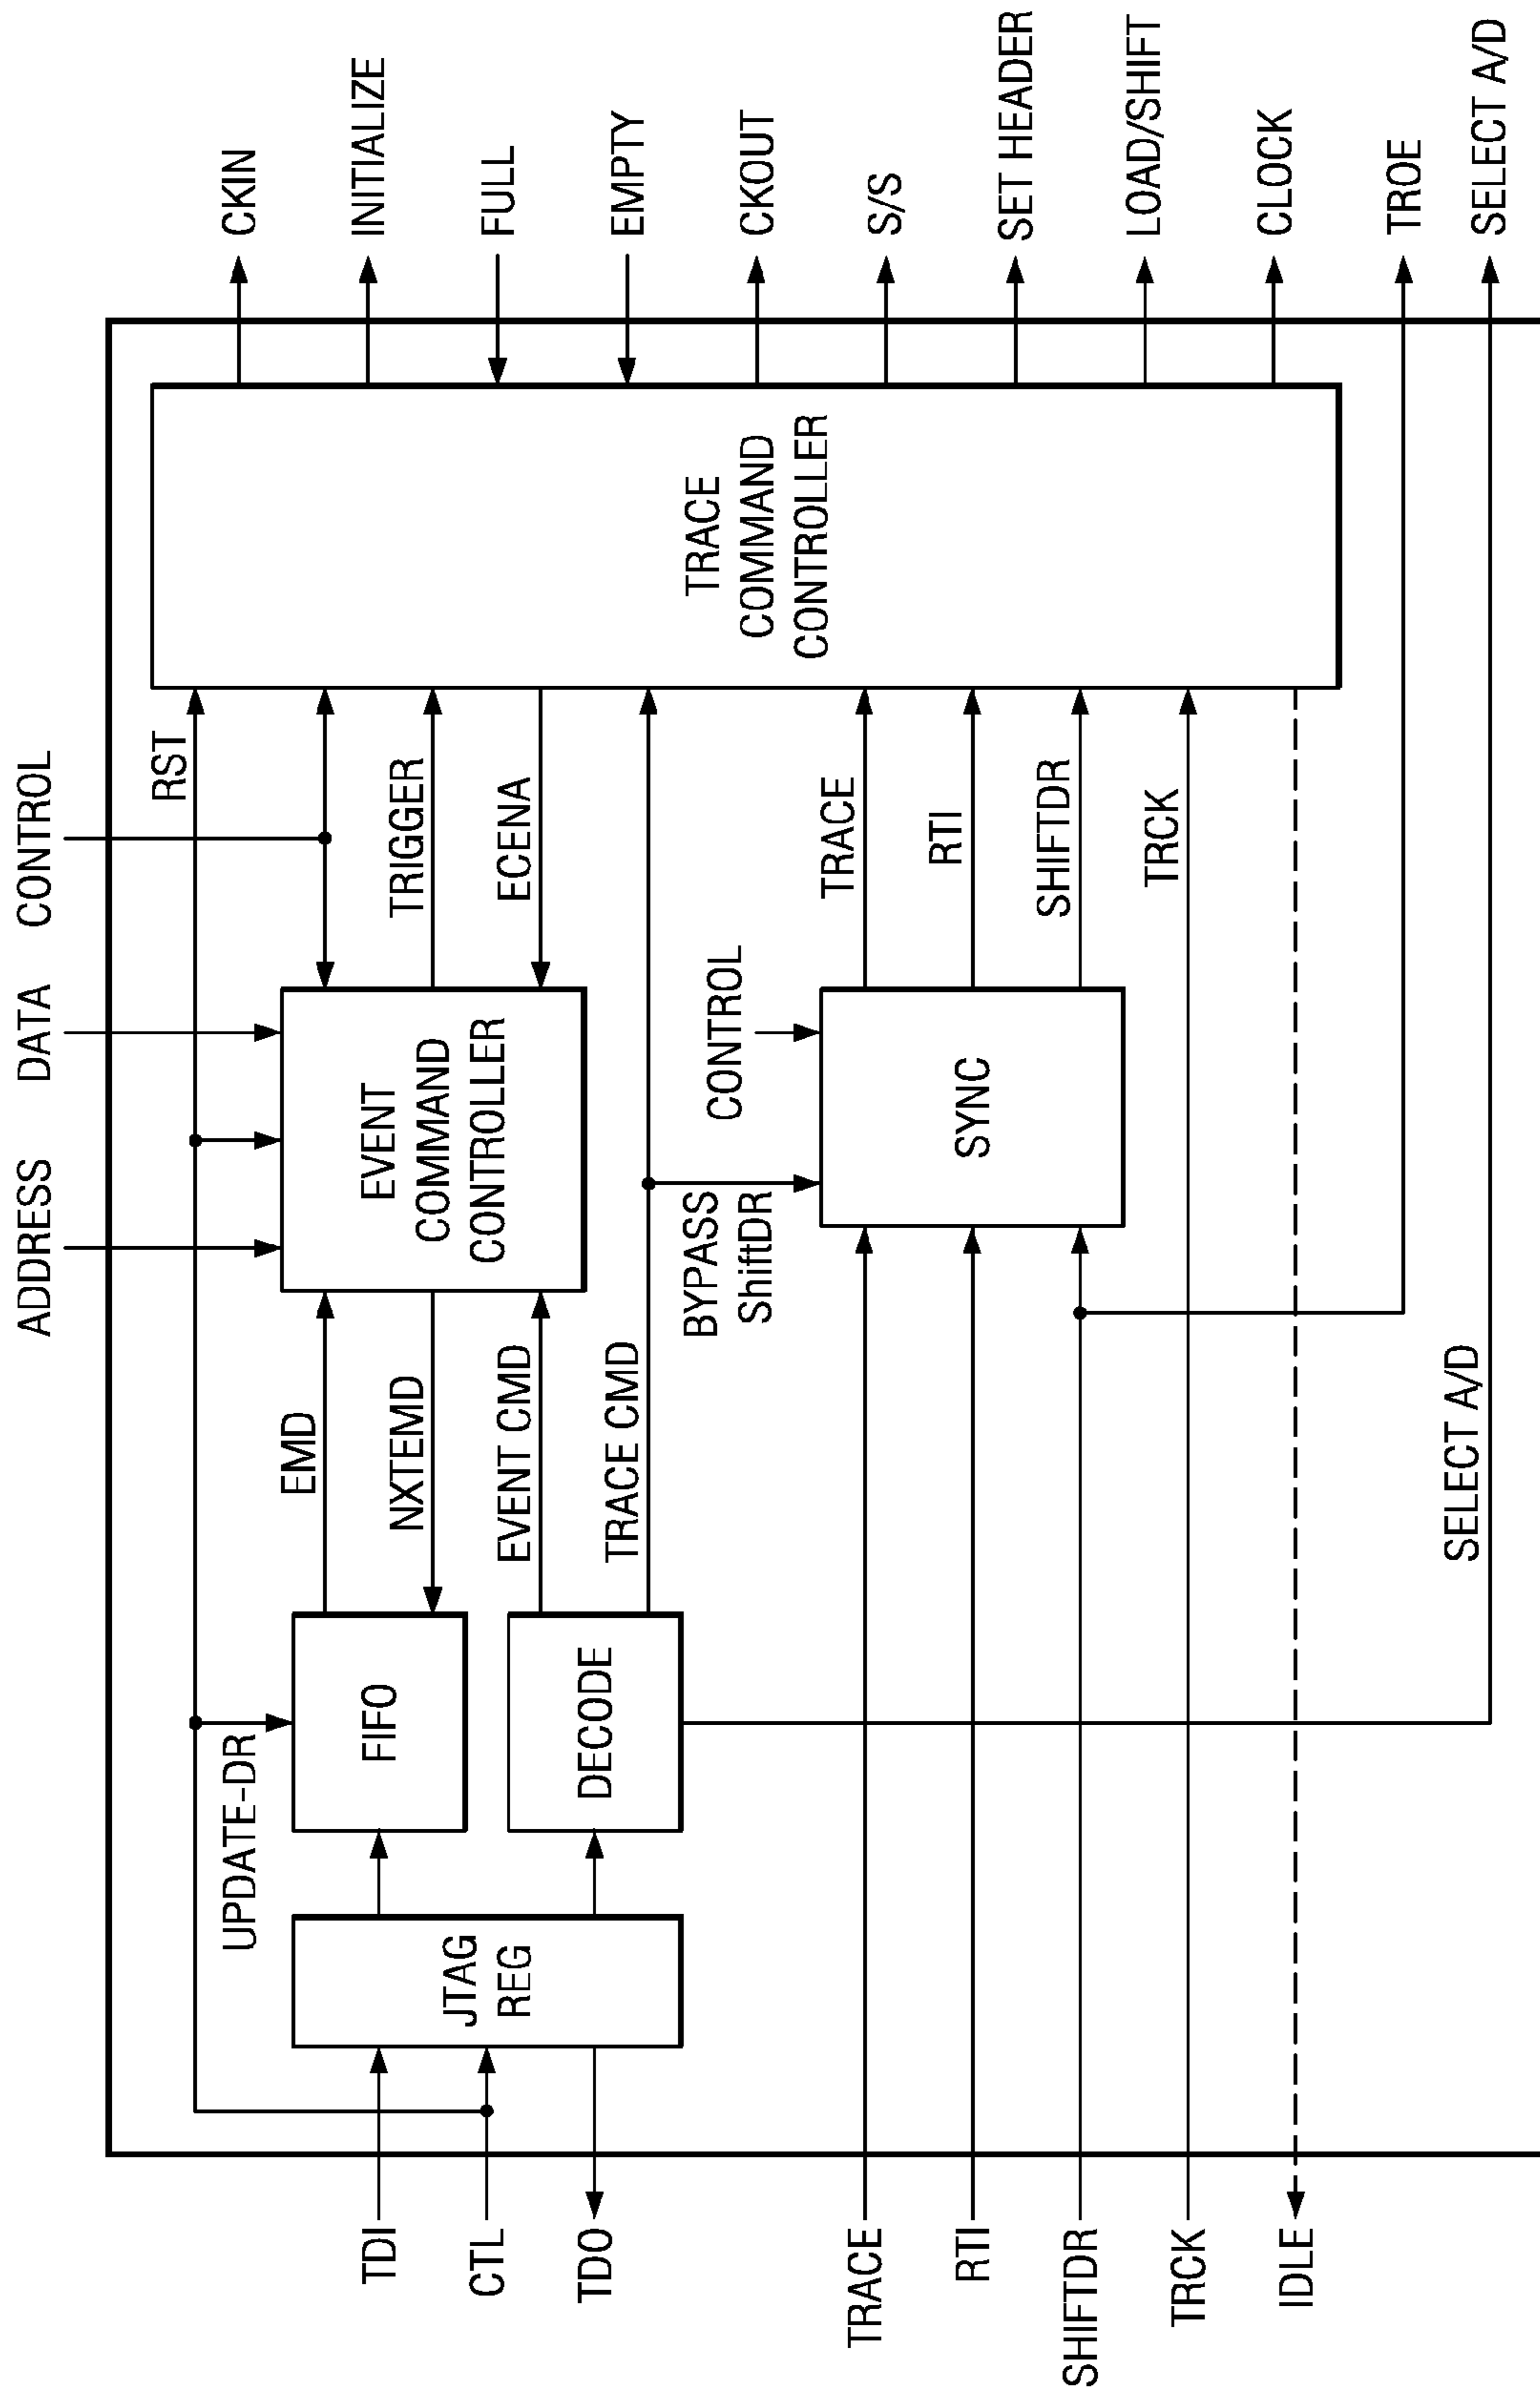 ADDRESS
DATA
CONTROL
UPDATE-DR
RST
TDI
CTL
TDO
JTAG
REG
FIFO
DECODE
EMD
NXTEMD
EVENT CMD
TRACE CMD
EVENT
COMMAND
CONTROLLER
TRIGGER
ECENA
BYPASS
ShiftDR
CONTROL
SYNC
TRACE
RTI
SHIFTDR
TRCK
TRACE
COMMAND
CONTROLLER
TRACE
RTI
SHIFTDR
TRCK
IDLE
SELECT A/D
CKIN
INITIALIZE
FULL
EMPTY
CKOUT
S/S
SET HEADER
LOAD/SHIFT
CLOCK
TROE
SELECT A/D